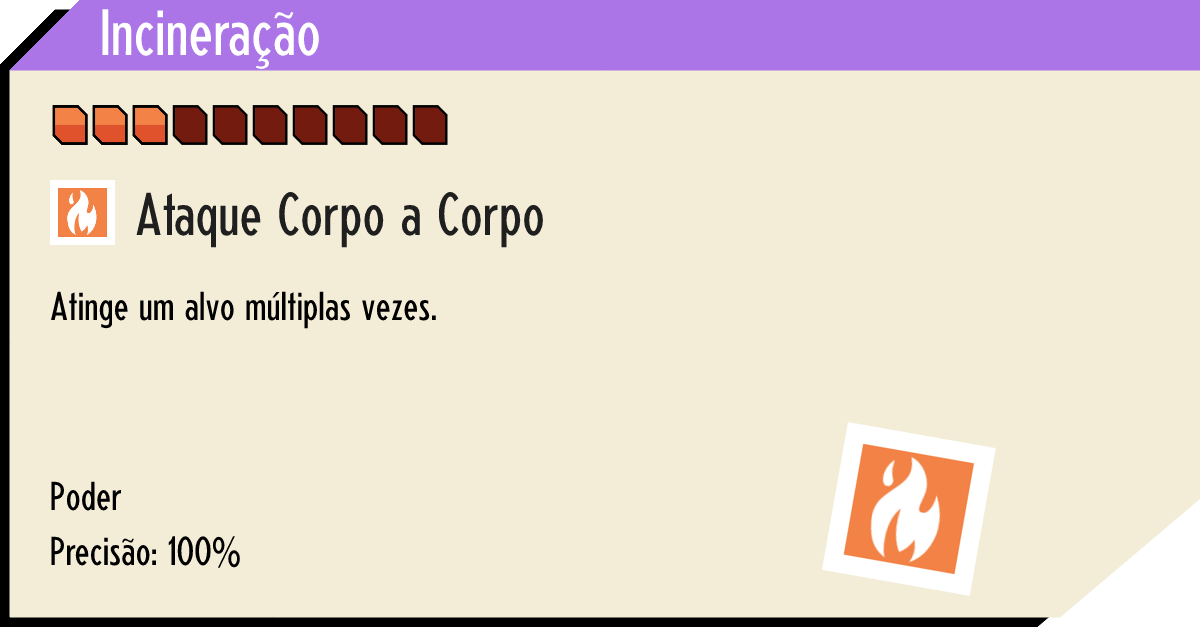 Incineração
Ataque Corpo a Corpo
Atinge um alvo múltiplas vezes.
Poder
Precisão: 100%